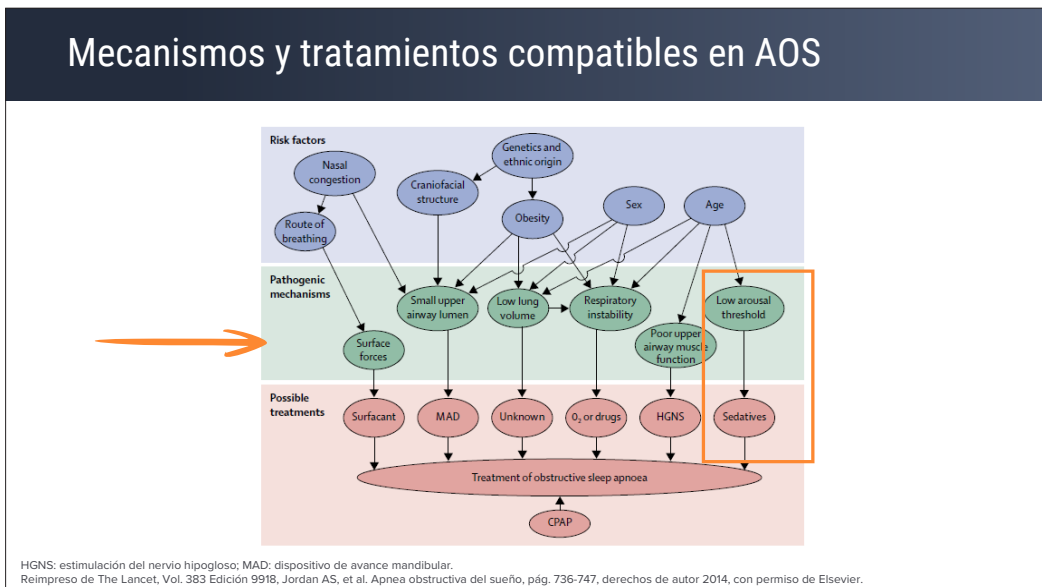 Mecanismos y tratamientos compatibles en AOS
Risk factors
Genetics and
ethnic origin
Nasal
congestion
Craniofacial
structure
Sex
Age
Obesity
Route of
breathing
Pathogenic
mechanisms
Small upper
airway lumen
Low lung
volume
Respiratory
instability
Low arousal
threshold
Surface
forces
Poor upper
airway muscle
function
Possible
treatments
Surfacant
MAD
Unknown
O₂ or drugs
HGNS
Sedatives
Treatment of obstructive sleep apnoea
CPAP
HGNS: estimulación del nervio hipogloso; MAD: dispositivo de avance mandibular.
Reimpreso de The Lancet, Vol. 383 Edición 9918, Jordan AS, et al. Apnea obstructiva del sueño, pág. 736-747, derechos de autor 2014, con permiso de Elsevier.